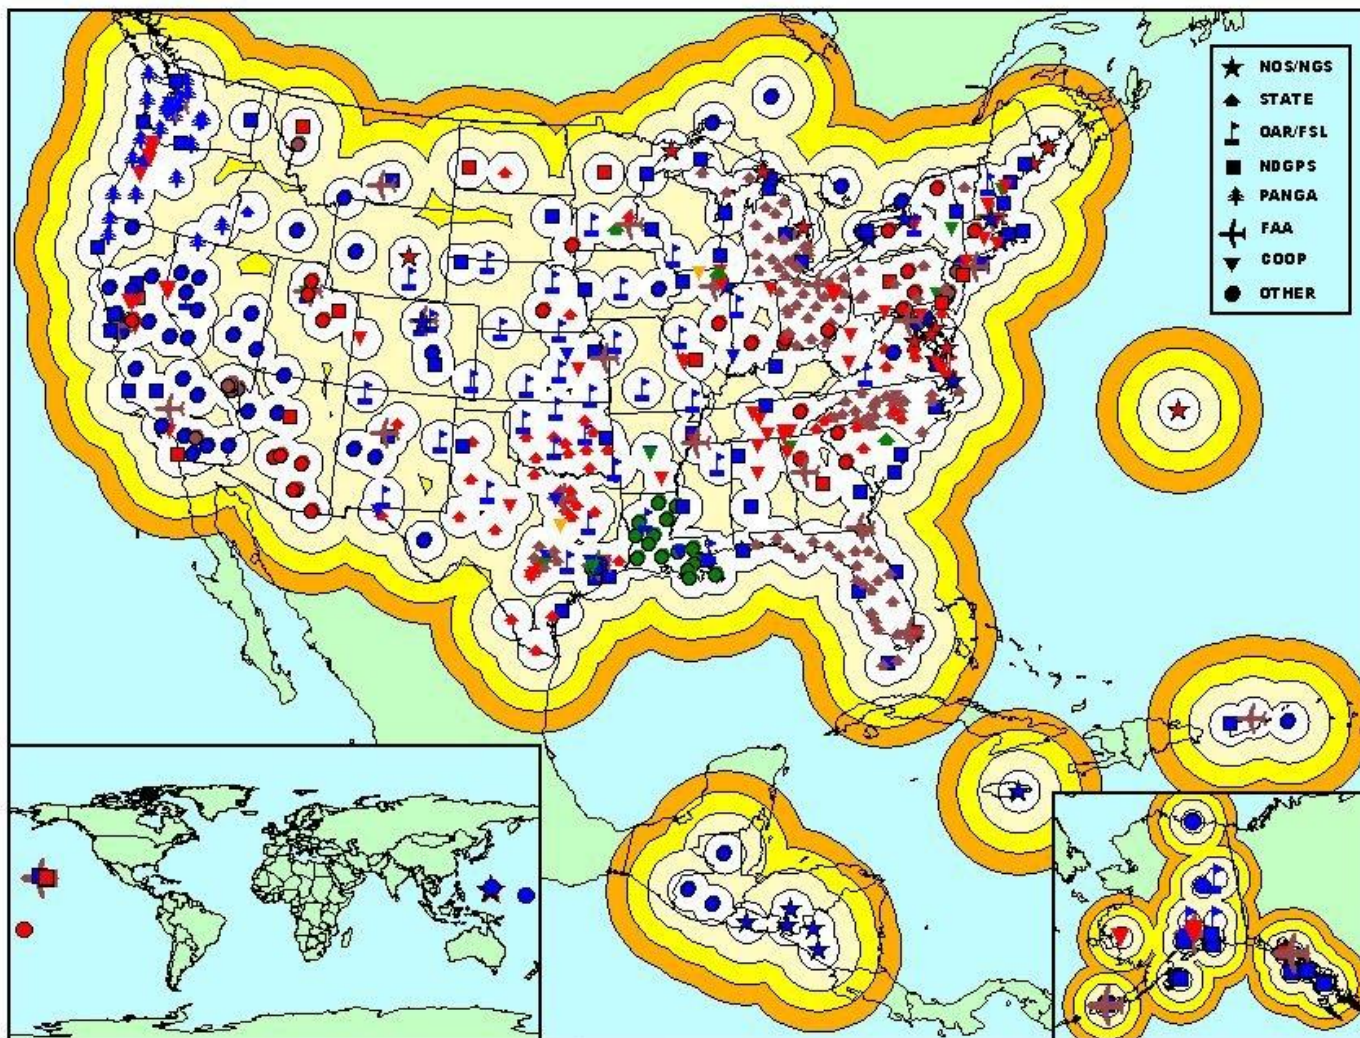 NOS/NGS
STATE
OAR/FSL
NDGPS
PANGA
FAA
COOP
OTHER